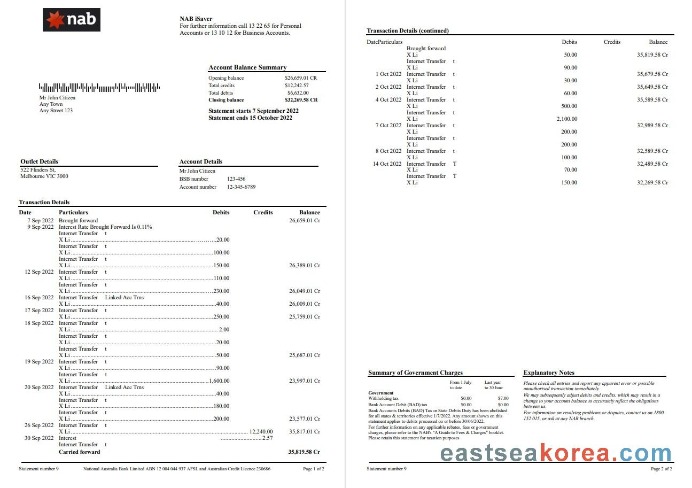 nab
NAB iSaver
For further information call 13 22 65 for Personal
Accounts or 13 10 12 for Business Accounts.
Account Balance Summary
Opening balance $26,659.01 CR
Total credits $12,242.57
Total debits $6,632.00
Closing balance $32,269.58 CR
Statement starts 7 September 2022
Statement ends 15 October 2022
Mr John Citizen
Any Town
Any Street 123
Outlet Details
522 Flinders St,
Melbourne VIC 3000
Account Details
Mr John Citizen
BSB number 123-456
Account number 12-345-6789
Transaction Details
Date Particulars Debits Credits Balance
7 Sep 2022 Brought forward 26,659.01 Cr
9 Sep 2022 Interest Rate Brought Forward Is 0.11%
Internet Transfer t
X Li 20.00
Internet Transfer t
X Li 100.00
Internet Transfer t
X Li 150.00 26,389.01 Cr
12 Sep 2022 Internet Transfer t
X Li 110.00
Internet Transfer t
X Li 230.00 26,049.01 Cr
16 Sep 2022 Internet Transfer Linked Acc Trns
X Li 40.00 26,009.01 Cr
17 Sep 2022 Internet Transfer t
X Li 250.00 25,759.01 Cr
18 Sep 2022 Internet Transfer t
X Li 2.00
Internet Transfer t
X Li 20.00
Internet Transfer t
X Li 50.00 25,687.01 Cr
19 Sep 2022 Internet Transfer t
X Li 90.00
Internet Transfer t
X Li 1,600.00 23,997.01 Cr
20 Sep 2022 Internet Transfer Linked Acc Trns
X Li 40.00
Internet Transfer t
X Li 180.00
Internet Transfer t
X Li 200.00 23,577.01 Cr
26 Sep 2022 Internet Transfer t
X Li 12,240.00 35,817.01 Cr
30 Sep 2022 Interest 2.57
Internet Transfer t
Carried forward 35,819.58 Cr
Statement number 9 National Australia Bank Limited ABN 12 004 044 937 AFSL and Australian Credit Licence 230686 Page 1 of 2
Transaction Details (continued)
DateParticulars Debits Credits Balance
Brought forward
X Li 50.00 35,819.58 Cr
Internet Transfer t
X Li 90.00
1 Oct 2022 Internet Transfer t 35,679.58 Cr
X Li 30.00
2 Oct 2022 Internet Transfer t 35,649.58 Cr
X Li 60.00
4 Oct 2022 Internet Transfer t 35,589.58 Cr
X Li 500.00
Internet Transfer t
X Li 2,100.00
7 Oct 2022 Internet Transfer t 32,989.58 Cr
X Li 200.00
Internet Transfer t
X Li 200.00
8 Oct 2022 Internet Transfer t 32,589.58 Cr
X Li 100.00
14 Oct 2022 Internet Transfer T 32,489.58 Cr
X Li 70.00
Internet Transfer T
X Li 150.00 32,269.58 Cr
Summary of Government Charges
From 1 July Last year
to date to 30 June
Government
Withholding tax $0.00 $7.00
Bank Account Debit (BAD) tax $0.00 $0.00
Bank Accounts Debits (BAD) Tax or State Debits Duty has been abolished
for all states & territories effective 1/7/2022. Any amount shown on this
statement applies to debits processed on or before 30/06/2022.
For further information on any applicable rebates, fees or government
charges, please refer to the NAB's "A Guide to Fees & Charges" booklet.
Please retain this statement for taxation purposes
Explanatory Notes
Please check all entries and report any apparent error or possible
unauthorised transaction immediately.
We may subsequently adjust debits and credits, which may result in a
change to your account balance to accurately reflect the obligations
between us.
For information on resolving problems or disputes, contact us on 1800
152 015, or ask at any NAB branch.
eastseakorea.com
Statement number 9 Page 2 of 2